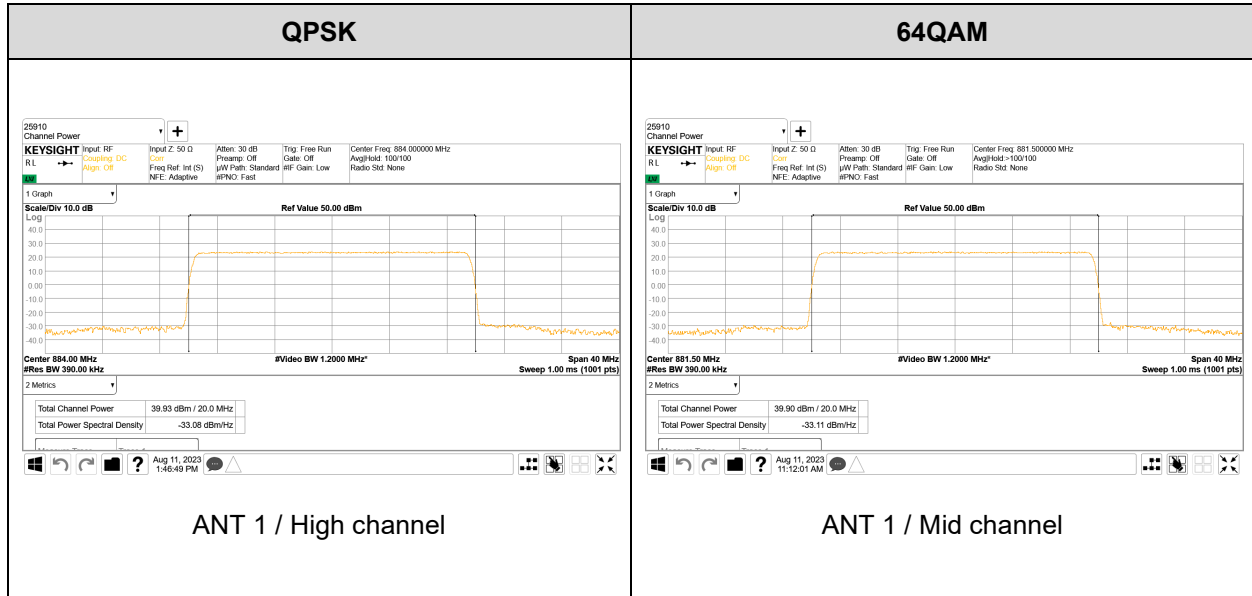 QPSK
64QAM
25910
Channel Power
KEYSIGHT Input: RF Input Z: 50 Ω Atten: 30 dB Trig: Free Run Center Freq: 884.000000 MHz
R L Coupling: DC Corr Preamp: Off Gate: Off Avg|Hold: 100/100
Align: Off Freq Ref: Int (S) µW Path: Standard #IF Gain: Low Radio Std: None
LXI NFE: Adaptive #PNO: Fast
1 Graph
Scale/Div 10.0 dB Ref Value 50.00 dBm
Log
40.0
30.0
20.0
10.0
0.00
-10.0
-20.0
-30.0
-40.0
Center 884.00 MHz #Video BW 1.2000 MHz* Span 40 MHz
#Res BW 390.00 kHz Sweep 1.00 ms (1001 pts)
2 Metrics
Total Channel Power 39.93 dBm / 20.0 MHz
Total Power Spectral Density -33.08 dBm/Hz
Aug 11, 2023
1:46:49 PM
ANT 1 / High channel
25910
Channel Power
KEYSIGHT Input: RF Input Z: 50 Ω Atten: 30 dB Trig: Free Run Center Freq: 881.500000 MHz
R L Coupling: DC Corr Preamp: Off Gate: Off Avg|Hold:>100/100
Align: Off Freq Ref: Int (S) µW Path: Standard #IF Gain: Low Radio Std: None
LXI NFE: Adaptive #PNO: Fast
1 Graph
Scale/Div 10.0 dB Ref Value 50.00 dBm
Log
40.0
30.0
20.0
10.0
0.00
-10.0
-20.0
-30.0
-40.0
Center 881.50 MHz #Video BW 1.2000 MHz* Span 40 MHz
#Res BW 390.00 kHz Sweep 1.00 ms (1001 pts)
2 Metrics
Total Channel Power 39.90 dBm / 20.0 MHz
Total Power Spectral Density -33.11 dBm/Hz
Aug 11, 2023
11:12:01 AM
ANT 1 / Mid channel